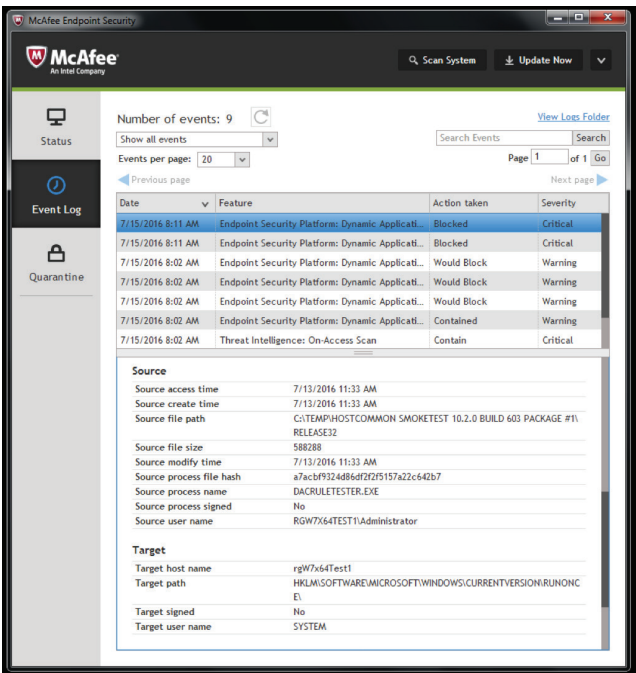 McAfee Endpoint Security
McAfee
An Intel Company
Scan System
Update Now
Status
Event Log
Quarantine
Number of events: 9
View Logs Folder
Show all events
Search Events
Search
Events per page: 20
Page 1 of 1 Go
Previous page
Next page
Date Feature Action taken Severity
7/15/2016 8:11 AM Endpoint Security Platform: Dynamic Applicati... Blocked Critical
7/15/2016 8:11 AM Endpoint Security Platform: Dynamic Applicati... Blocked Critical
7/15/2016 8:02 AM Endpoint Security Platform: Dynamic Applicati... Would Block Warning
7/15/2016 8:02 AM Endpoint Security Platform: Dynamic Applicati... Would Block Warning
7/15/2016 8:02 AM Endpoint Security Platform: Dynamic Applicati... Would Block Warning
7/15/2016 8:02 AM Endpoint Security Platform: Dynamic Applicati... Contained Warning
7/15/2016 8:02 AM Threat Intelligence: On-Access Scan Contain Critical
Source
Source access time 7/13/2016 11:33 AM
Source create time 7/13/2016 11:33 AM
Source file path C:\TEMP\HOSTCOMMON SMOKETEST 10.2.0 BUILD 603 PACKAGE #1\
RELEASE32
Source file size 588288
Source modify time 7/13/2016 11:33 AM
Source process file hash a7acbf9324d86df2f2f5157a22c642b7
Source process name DACRULETESTER.EXE
Source process signed No
Source user name RGW7X64TEST1\Administrator
Target
Target host name rgW7x64Test1
Target path HKLM\SOFTWARE\MICROSOFT\WINDOWS\CURRENTVERSION\RUNONC
E\
Target signed No
Target user name SYSTEM